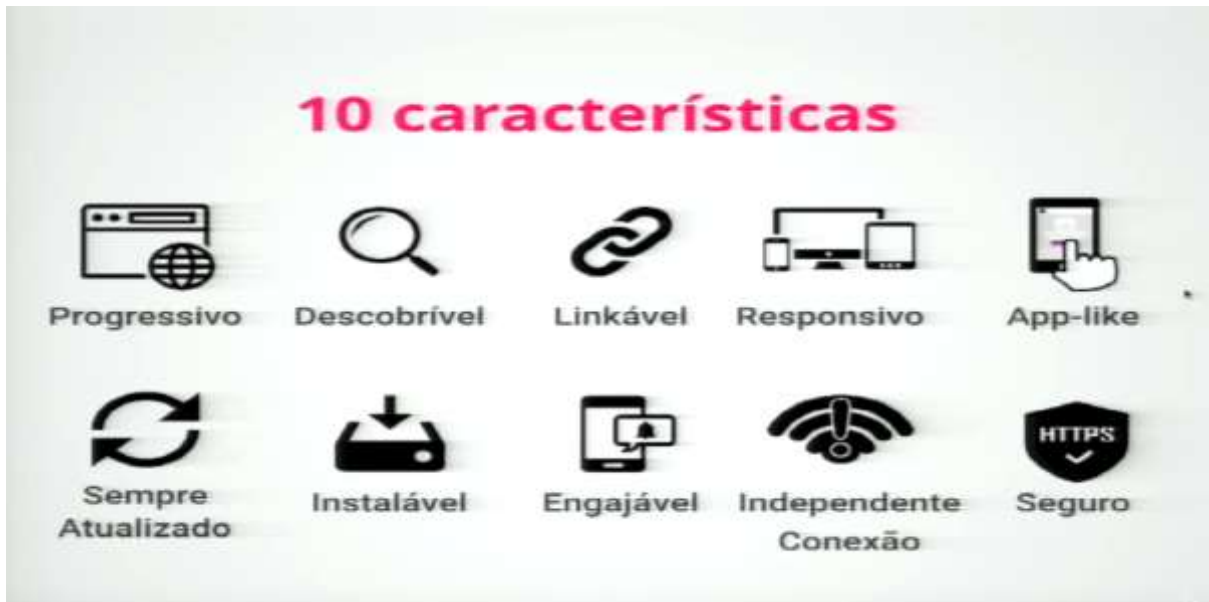 10 características
Progressivo
Descobrível
Linkável
Responsivo
App-like
Sempre
Atualizado
Instalável
Engajável
Independente
Conexão
HTTPS
Seguro